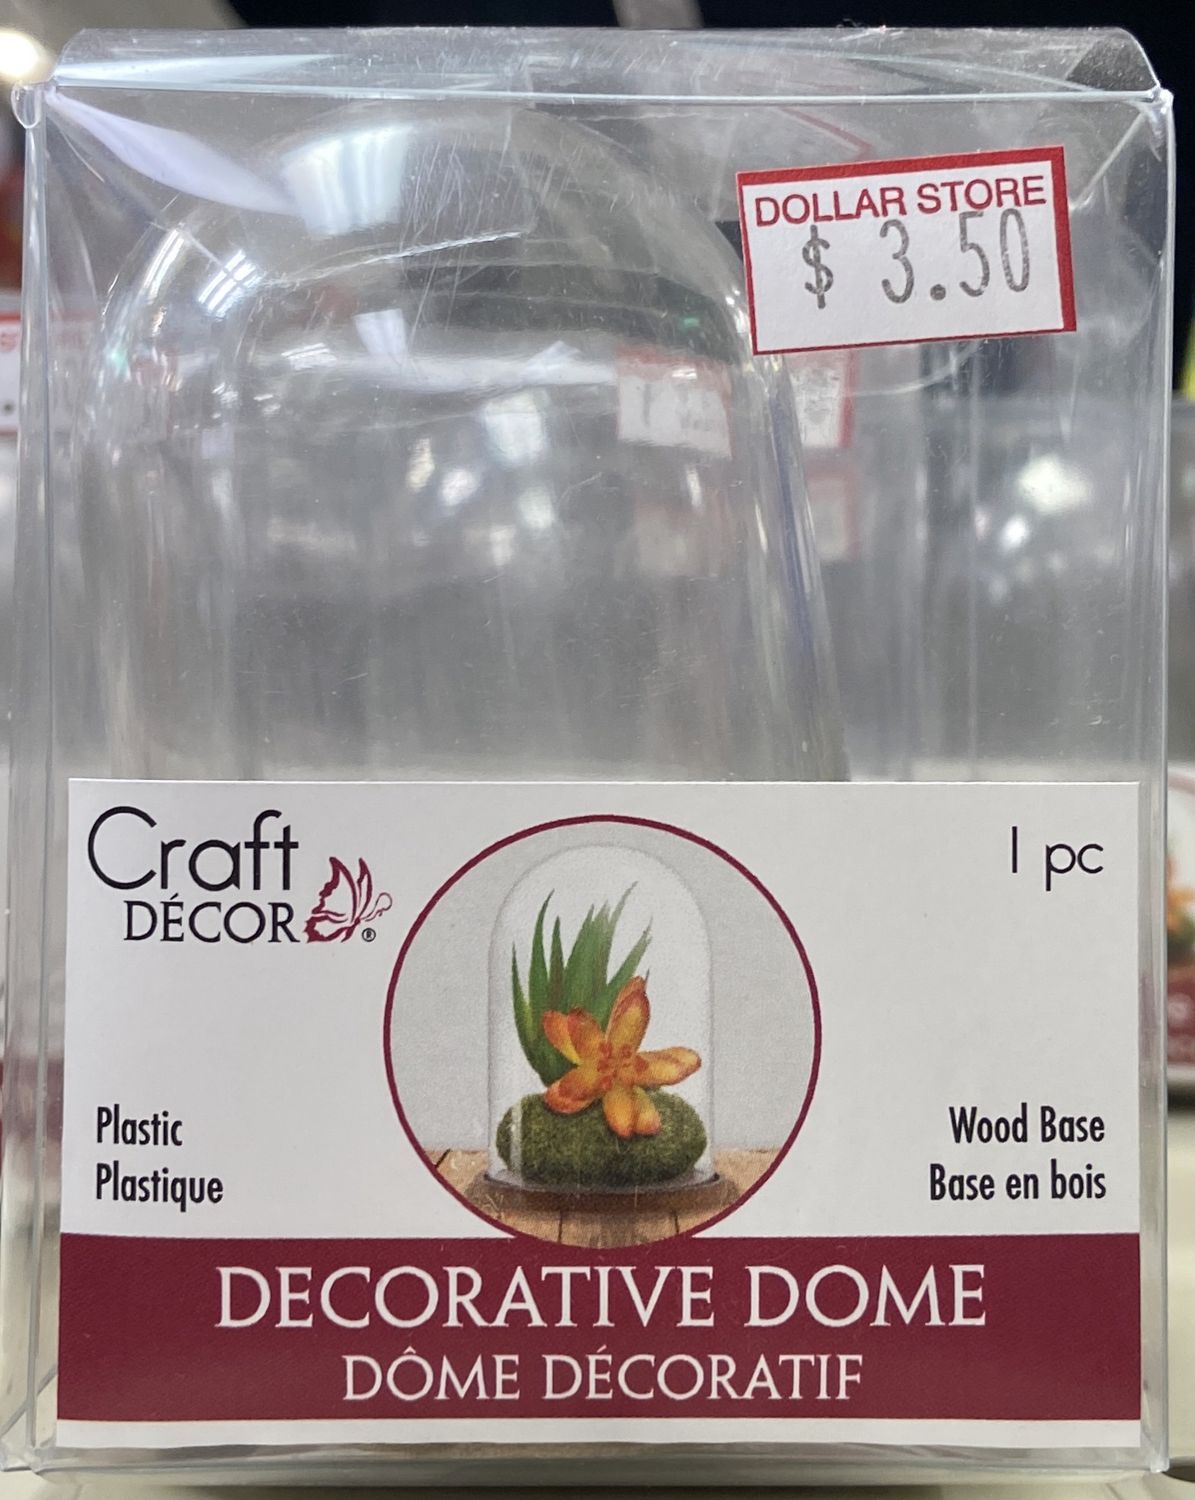 DOLLAR STORE
$ 3.50
Craft
DÉCOR®
1 pc
Plastic
Plastique
Wood Base
Base en bois
DECORATIVE DOME
DÔME DÉCORATIF